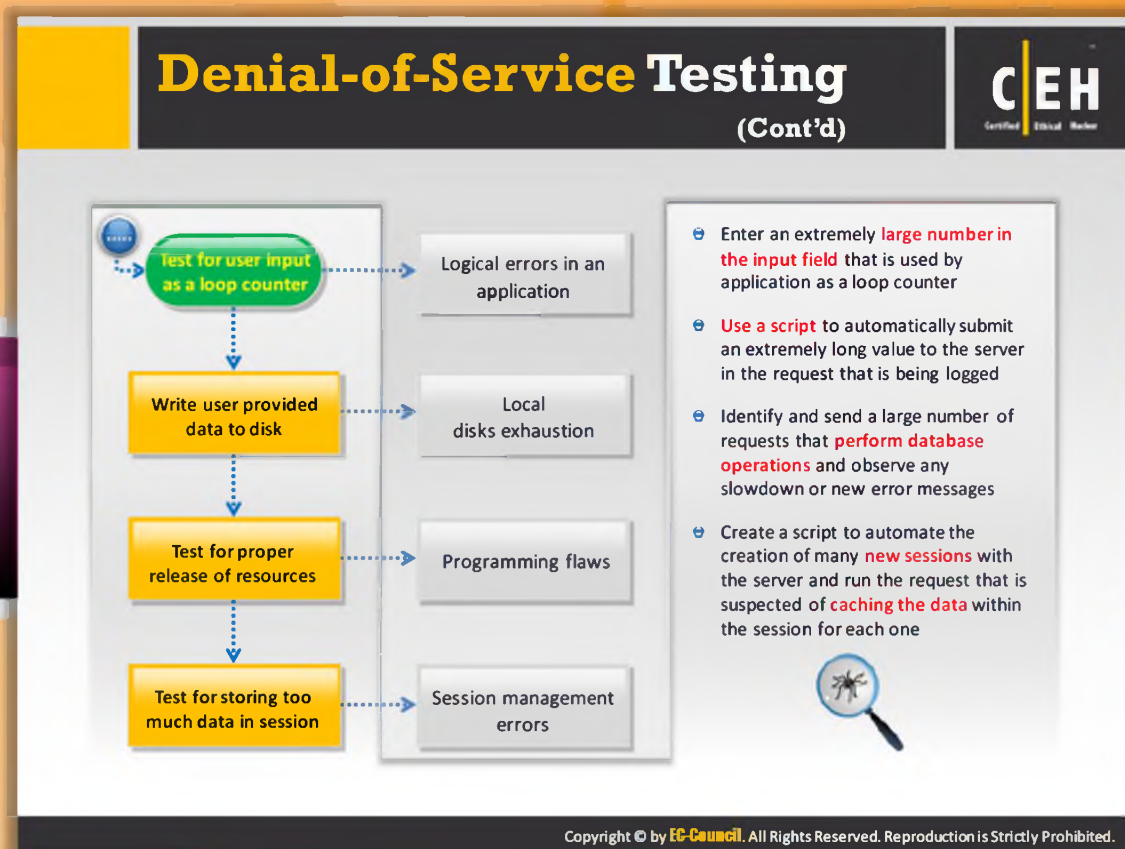 Denial-of-Service Testing
(Cont'd)
C EH
Certified Ethical Hacker
Test for user input
as a loop counter
Logical errors in an
application
Write user provided
data to disk
Local
disks exhaustion
Test for proper
release of resources
Programming flaws
Test for storing too
much data in session
Session management
errors
Enter an extremely large number in
the input field that is used by
application as a loop counter
Use a script to automatically submit
an extremely long value to the server
in the request that is being logged
Identify and send a large number of
requests that perform database
operations and observe any
slowdown or new error messages
Create a script to automate the
creation of many new sessions with
the server and run the request that is
suspected of caching the data within
the session for each one
Copyright © by EC-Council. All Rights Reserved. Reproduction is Strictly Prohibited.